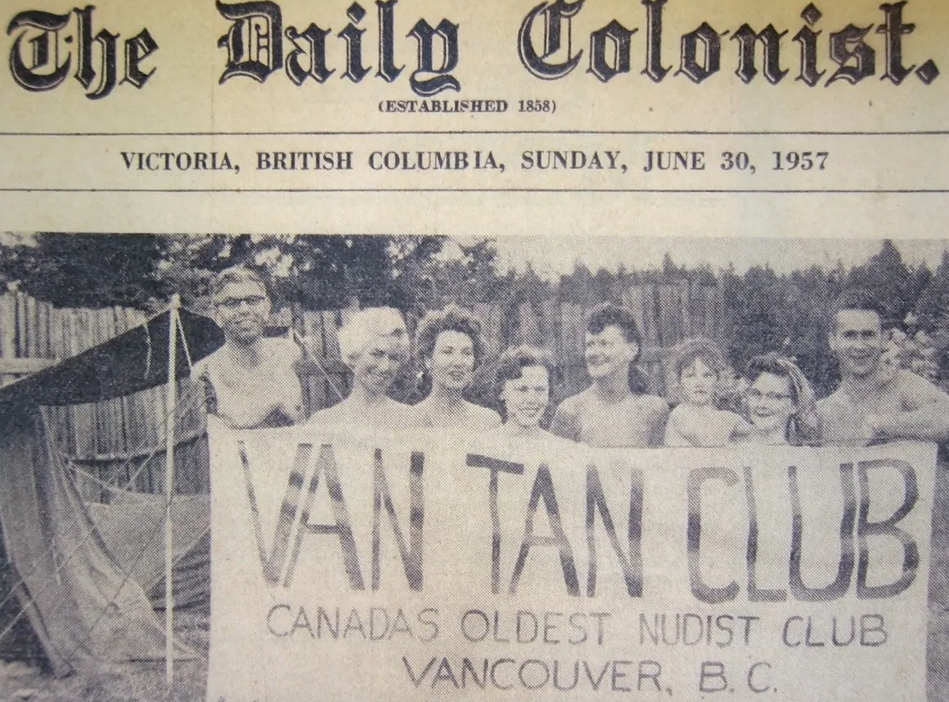 The Daily Colonist.
(ESTABLISHED 1858)
VICTORIA, BRITISH COLUMBIA, SUNDAY, JUNE 30, 1957
VAN TAN CLUB
CANADAS OLDEST NUDIST CLUB
VANCOUVER, B.C.